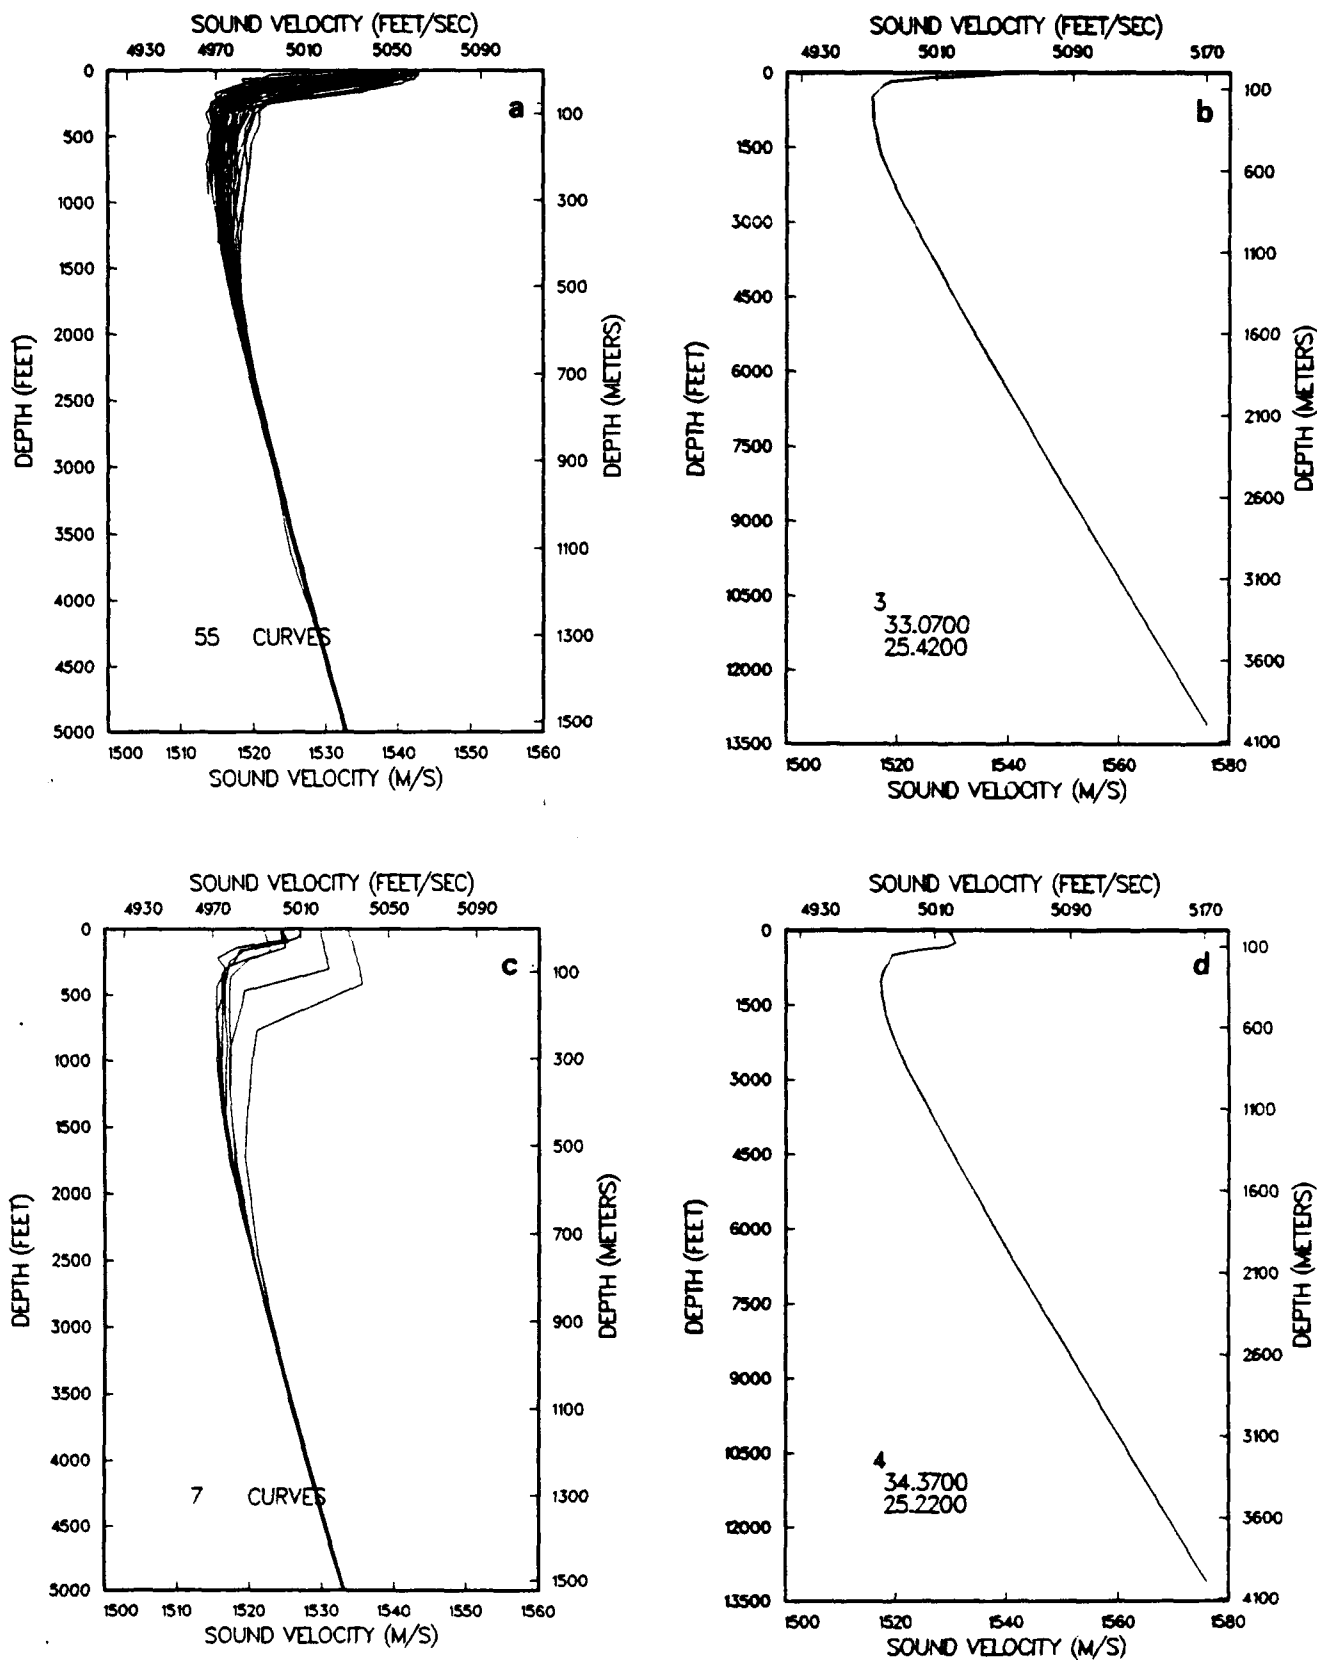 SOUND VELOCITY (FEET/SEC)
4930 4970 5010 5050 5090
a
0
500
1000
1500
2000
2500
3000
3500
4000
4500
5000
DEPTH (FEET)
100
300
500
700
900
1100
1300
1500
DEPTH (METERS)
55 CURVES
1500 1510 1520 1530 1540 1550 1560
SOUND VELOCITY (M/S)
SOUND VELOCITY (FEET/SEC)
4930 5010 5090 5170
b
0
1500
3000
4500
6000
7500
9000
10500
12000
13500
DEPTH (FEET)
100
600
1100
1600
2100
2600
3100
3600
4100
DEPTH (METERS)
3
33.0700
25.4200
1500 1520 1540 1560 1580
SOUND VELOCITY (M/S)
SOUND VELOCITY (FEET/SEC)
4930 4970 5010 5050 5090
c
0
500
1000
1500
2000
2500
3000
3500
4000
4500
5000
DEPTH (FEET)
100
300
500
700
900
1100
1300
1500
DEPTH (METERS)
7 CURVES
1500 1510 1520 1530 1540 1550 1560
SOUND VELOCITY (M/S)
SOUND VELOCITY (FEET/SEC)
4930 5010 5090 5170
d
0
1500
3000
4500
6000
7500
9000
10500
12000
13500
DEPTH (FEET)
100
600
1100
1600
2100
2600
3100
3600
4100
DEPTH (METERS)
4
34.3700
25.2200
1500 1520 1540 1560 1580
SOUND VELOCITY (M/S)